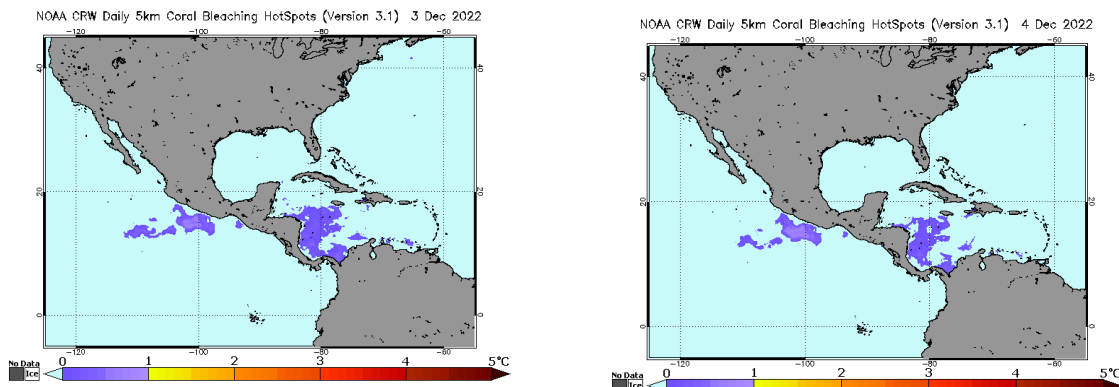 NOAA CRW Daily 5km Coral Bleaching HotSpots (Version 3.1) 3 Dec 2022
-120 -100 -80 -60
40 40
20 20
0 0
-120 -100 -80 -60
No Data
Ice
0 1 2 3 4 5°C
NOAA CRW Daily 5km Coral Bleaching HotSpots (Version 3.1) 4 Dec 2022
-120 -100 -80 -60
40 40
20 20
0 0
-120 -100 -80 -60
No Data
Ice
0 1 2 3 4 5°C